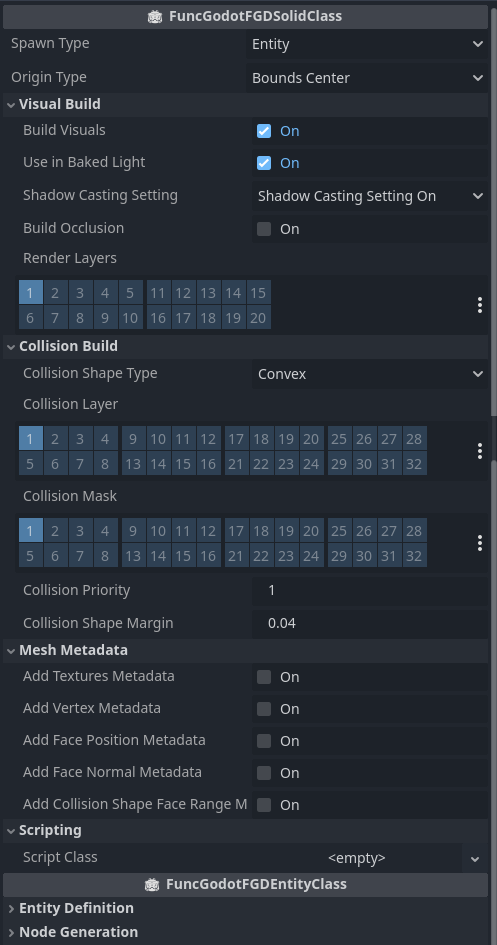 FuncGodotFGDSolidClass
Spawn Type Entity
Origin Type Bounds Center
Visual Build
Build Visuals On
Use in Baked Light On
Shadow Casting Setting Shadow Casting Setting On
Build Occlusion On
Render Layers
1 2 3 4 5 11 12 13 14 15
6 7 8 9 10 16 17 18 19 20
Collision Build
Collision Shape Type Convex
Collision Layer
1 2 3 4 9 10 11 12 17 18 19 20 25 26 27 28
5 6 7 8 13 14 15 16 21 22 23 24 29 30 31 32
Collision Mask
1 2 3 4 9 10 11 12 17 18 19 20 25 26 27 28
5 6 7 8 13 14 15 16 21 22 23 24 29 30 31 32
Collision Priority 1
Collision Shape Margin 0.04
Mesh Metadata
Add Textures Metadata On
Add Vertex Metadata On
Add Face Position Metadata On
Add Face Normal Metadata On
Add Collision Shape Face Range M On
Scripting
Script Class <empty>
FuncGodotFGDEntityClass
Entity Definition
Node Generation